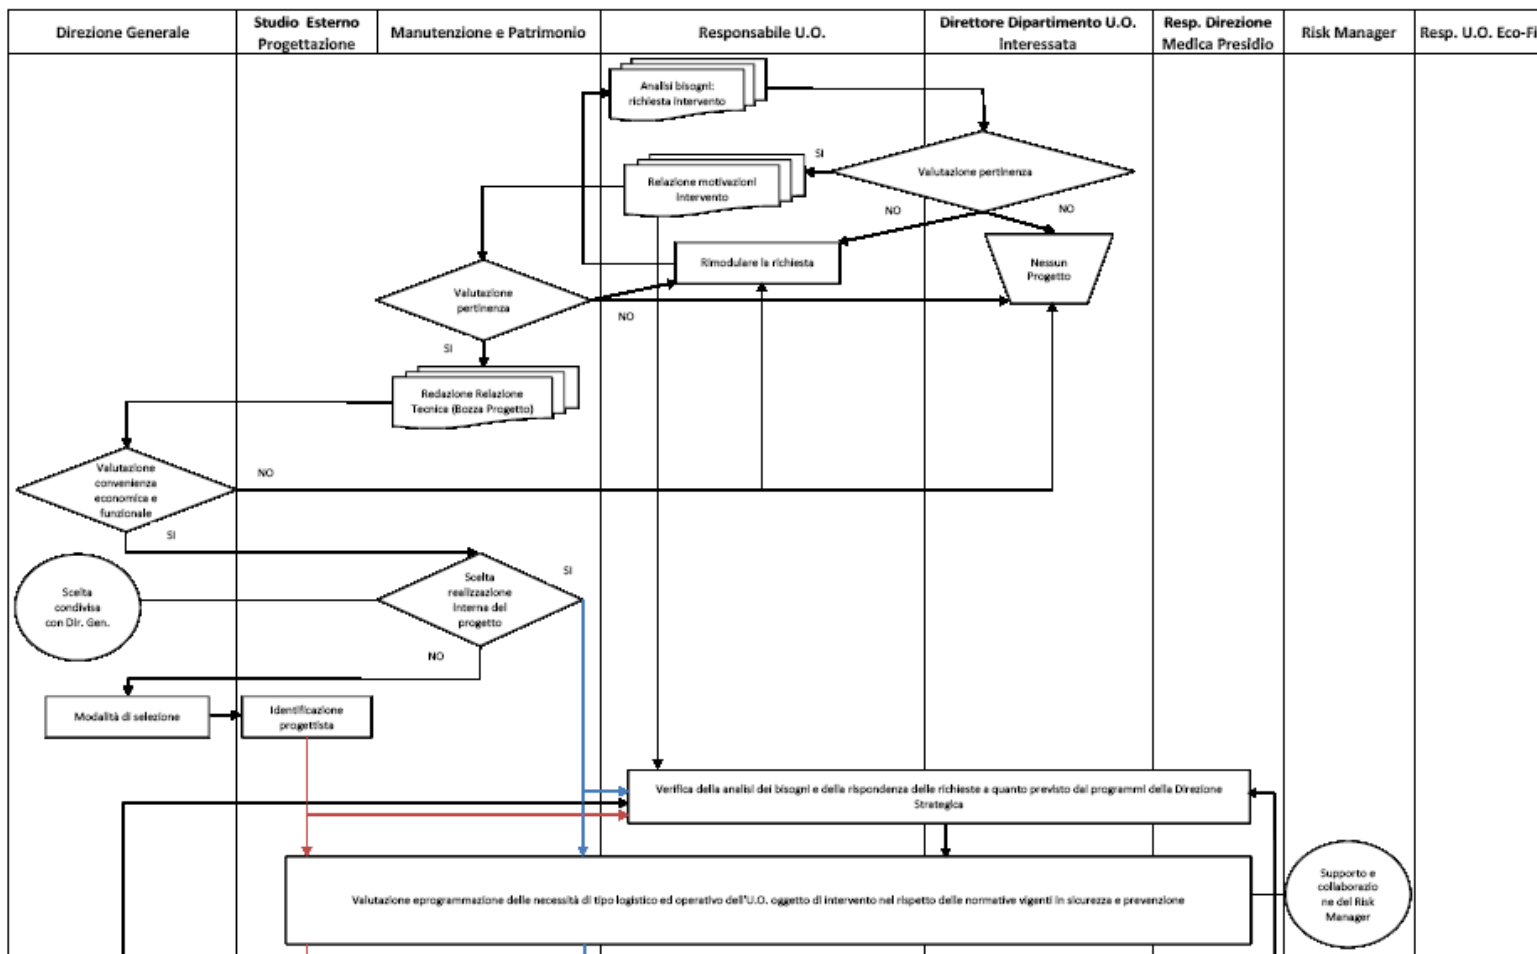 Direzione Generale
Studio Esterno
Progettazione
Manutenzione e Patrimonio
Responsabile U.O.
Direttore Dipartimento U.O.
Interessata
Resp. Direzione
Medica Presidio
Risk Manager
Resp. U.O. Eco-Fi
Analisi bisogni:
richiesta intervento
SI
Valutazione pertinenza
Relazione motivazioni
Intervento
NO
NO
Rimodulare la richiesta
Nessun
Progetto
Valutazione
pertinenza
NO
SI
Redazione Relazione
Tecnica (Bozza Progetto)
Valutazione
convenienza
economica e
funzionale
NO
SI
Scelta
condivisa
con Dir. Gen.
Scelta
realizzazione
Interna del
progetto
SI
NO
Modalità di selezione
Identificazione
progettista
Verifica della analisi dei bisogni e della rispondenza delle richieste a quanto previsto dai programmi della Direzione
Strategica
Valutazione eprogrammazione delle necessità di tipo logistico ed operativo dell'U.O. oggetto di intervento nel rispetto delle normative vigenti in sicurezza e prevenzione
Supporto e
collaborazio
ne del Risk
Manager